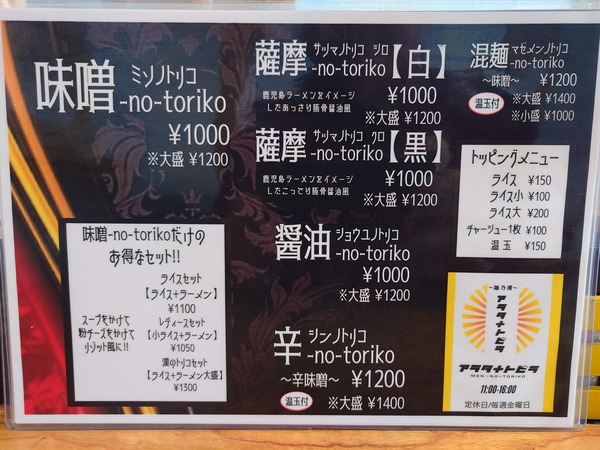 味噌 ミソノトリコ
-no-toriko
¥1000
※大盛 ¥1200
薩摩 サツマノトリコ シロ
-no-toriko【白】
鹿児島ラーメンをイメージ
したあっさり豚骨醤油風
¥1000
※大盛 ¥1200
薩摩 サツマノトリコ クロ
-no-toriko【黒】
鹿児島ラーメンをイメージ
したこってり豚骨醤油風
¥1000
※大盛 ¥1200
醤油 ショウユノトリコ
-no-toriko
¥1000
※大盛 ¥1200
辛 シンノトリコ
-no-toriko
~辛味噌~ ¥1200
温玉付 ※大盛 ¥1400
混麺 マゼメンノトリコ
-no-toriko
~味噌~ ¥1200
温玉付 ※大盛 ¥1400
※小盛 ¥1000
トッピングメニュー
ライス ¥150
ライス小 ¥100
ライス大 ¥200
チャージュー1枚 ¥100
温玉 ¥150
味噌-no-torikoだけの
お得なセット!!
ライスセット
【ライス+ラーメン】
¥1100
レディースセット
【小ライス+ラーメン】
¥1050
漢のトリコセット
【ライス+ラーメン大盛】
¥1300
スープをかけて
粉チーズをかけて
リゾット風に!!
~麺乃虜~
アラタナトビラ
アラタナトビラ
MEN-NO-TORIKO
11:00-16:00
定休日/毎週金曜日